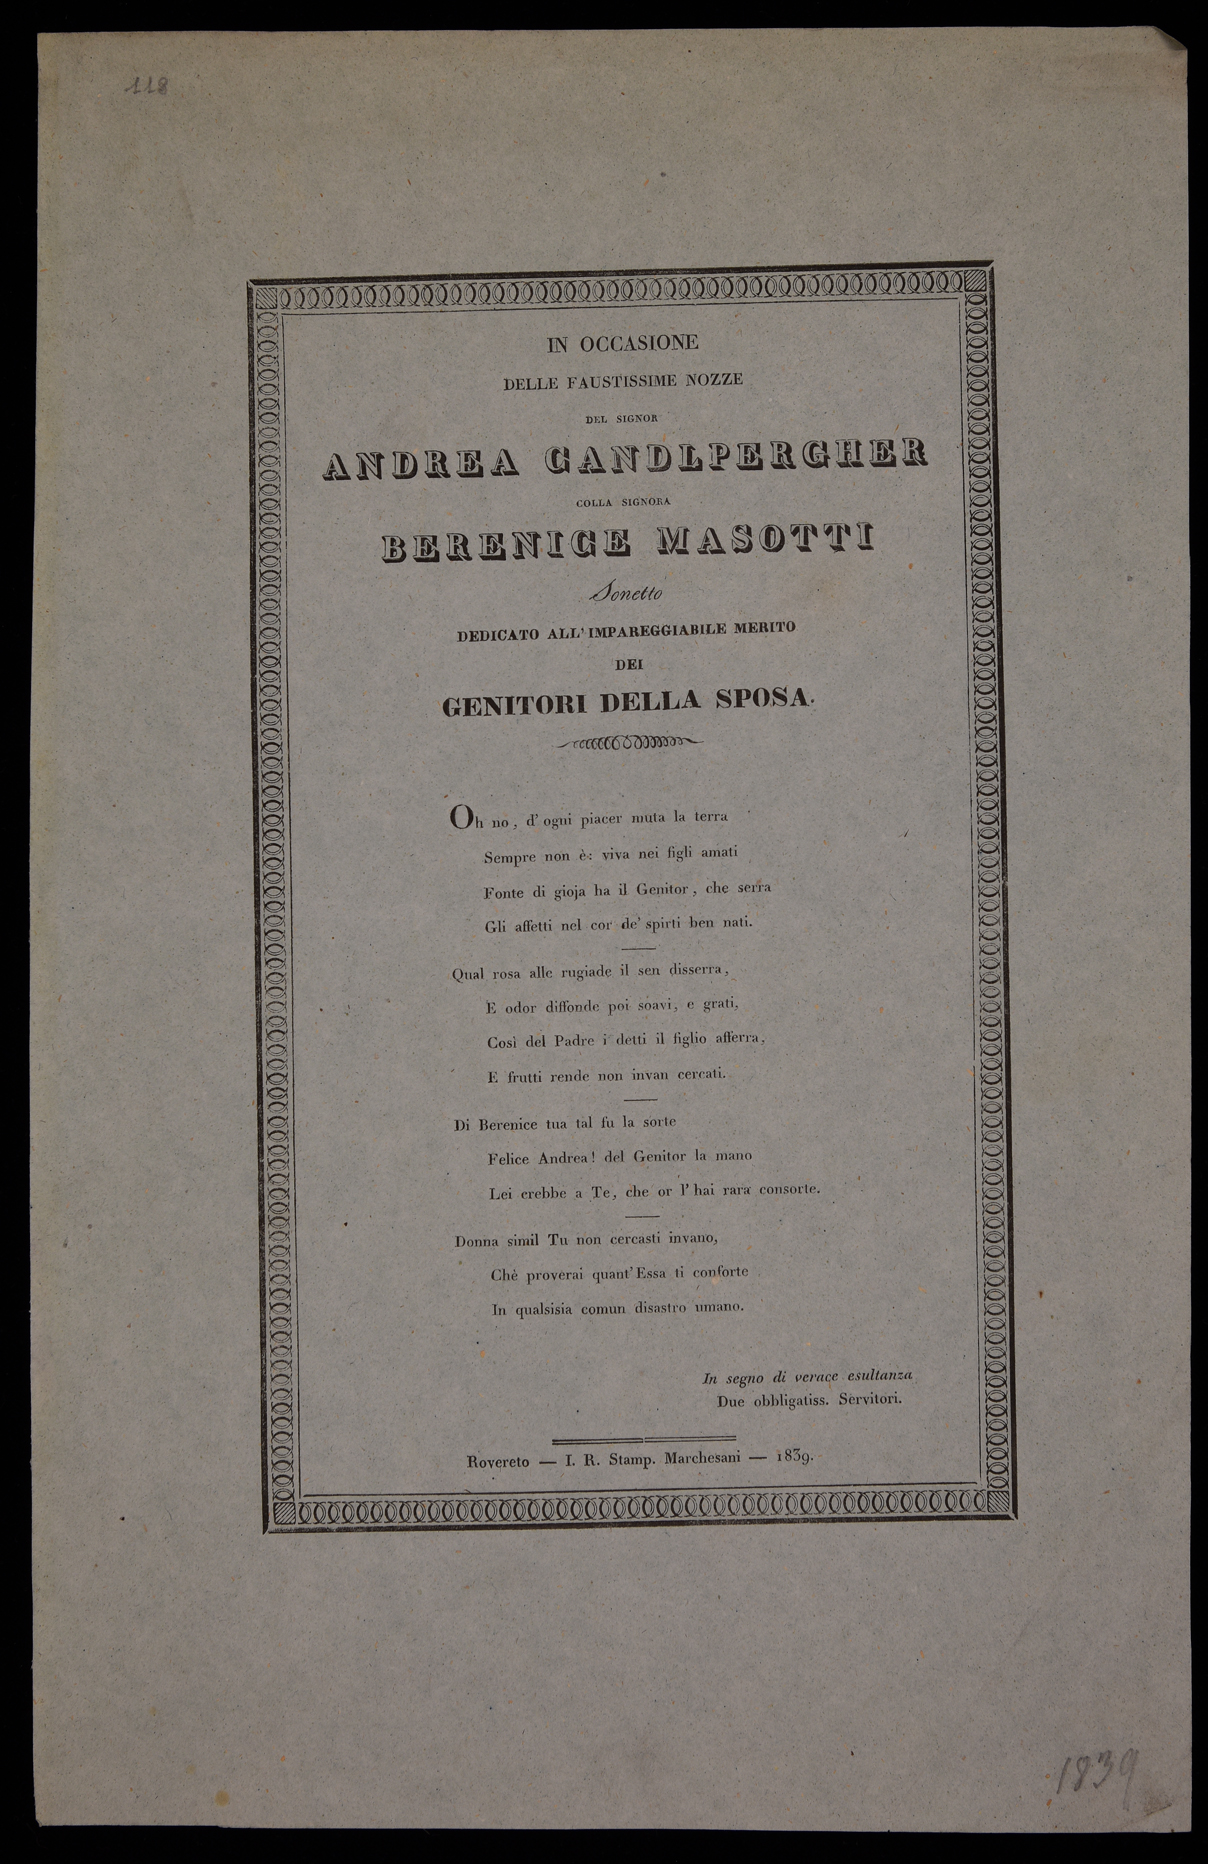 118
IN OCCASIONE
DELLE FAUSTISSIME NOZZE
DEL SIGNOR
ANDREA CANDLPERGHER
COLLA SIGNORA
BERENICE MASOTTI
Sonetto
DEDICATO ALL' IMPAREGGIABILE MERITO
DEI
GENITORI DELLA SPOSA.
Oh no, d' ogni piacer muta la terra
Sempre non è: viva nei figli amati
Fonte di gioja ha il Genitor, che serra
Gli affetti nel cor de' spirti ben nati.
Qual rosa alle rugiade il sen disserra,
E odor diffonde poi soavi, e grati,
Così del Padre i detti il figlio afferra,
E frutti rende non invan cercati.
Di Berenice tua tal fu la sorte
Felice Andrea! del Genitor la mano
Lei crebbe a Te, che or l' hai rara consorte.
Donna simil Tu non cercasti invano,
Chè proverai quant' Essa ti conforte
In qualsisia comun disastro umano.
In segno di verace esultanza
Due obbligatiss. Servitori.
Rovereto — I. R. Stamp. Marchesani — 1839.
1839